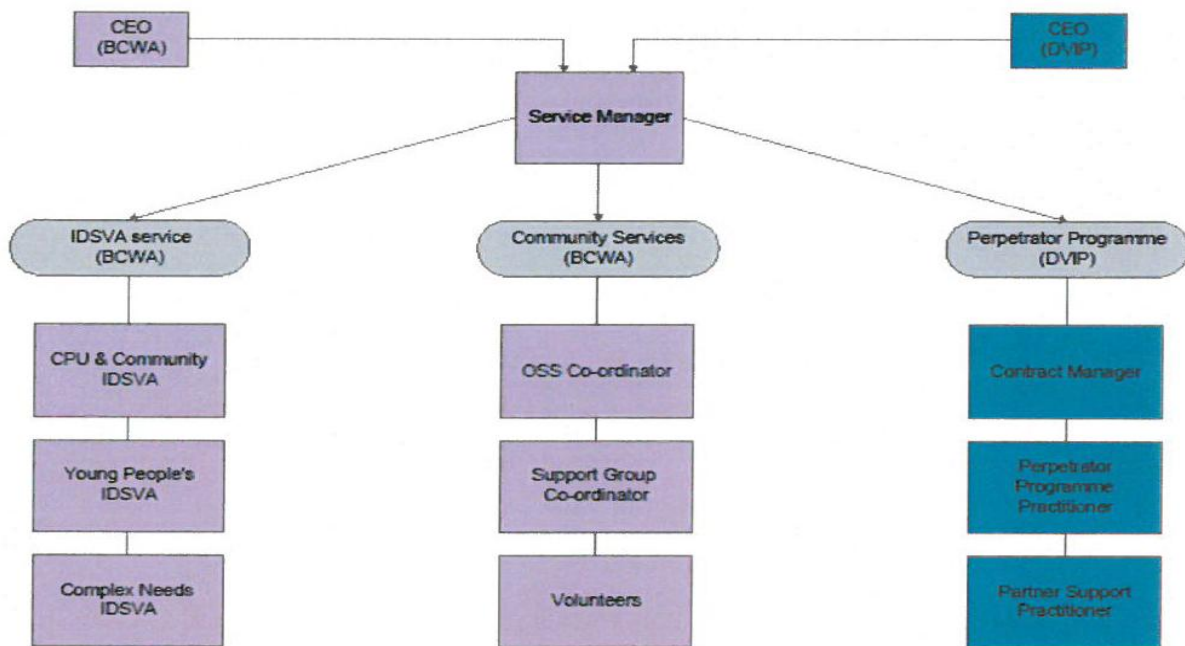 CEO
(BCWA)
CEO
(DVIP)
Service Manager
IDSVA service
(BCWA)
Community Services
(BCWA)
Perpetrator Programme
(DVIP)
CPU & Community
IDSVA
OSS Co-ordinator
Contract Manager
Young People's
IDSVA
Support Group
Co-ordinator
Perpetrator
Programme
Practitioner
Complex Needs
IDSVA
Volunteers
Partner Support
Practitioner